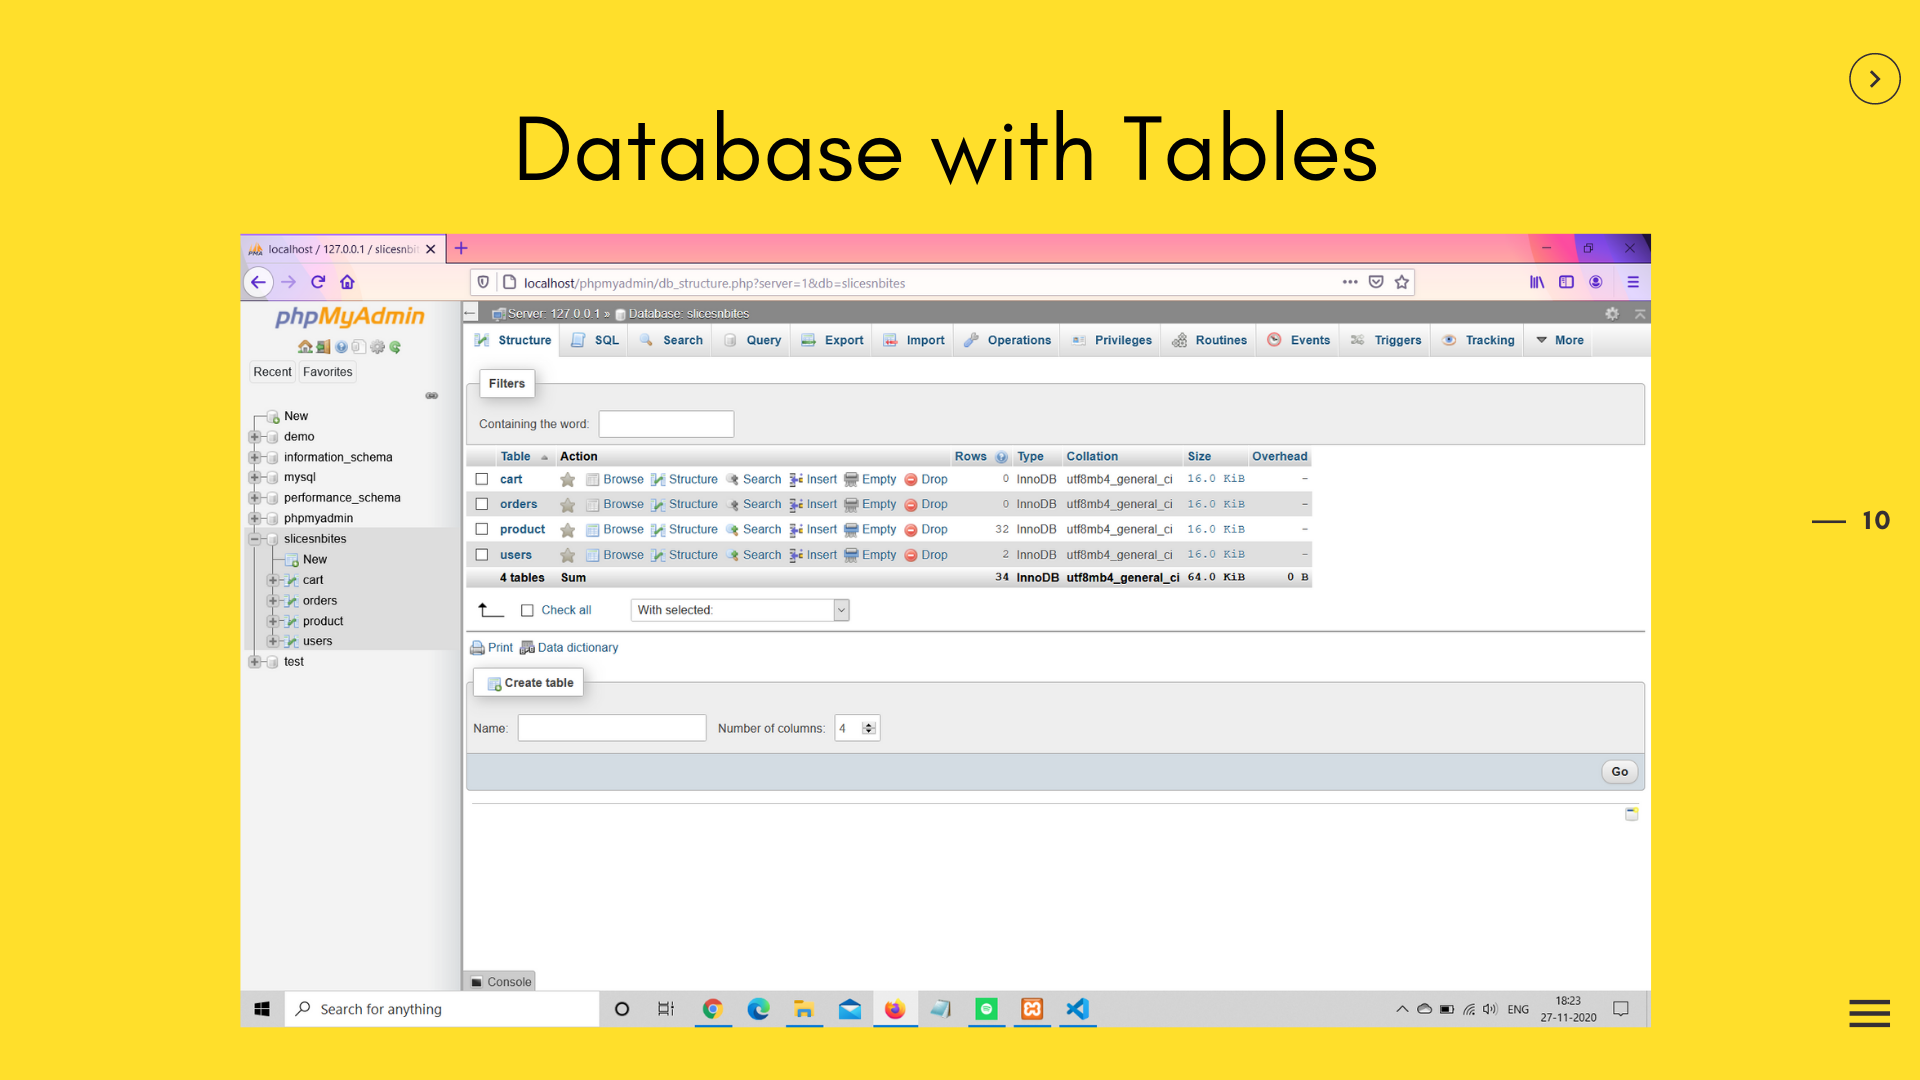 Database with Tables
localhost / 127.0.0.1 / slicesnbit
localhost/phpmyadmin/db_structure.php?server=1&db=slicesnbites
phpMyAdmin
Recent Favorites
New
demo
information_schema
mysql
performance_schema
phpmyadmin
slicesnbites
New
cart
orders
product
users
test
Server: 127.0.0.1 » Database: slicesnbites
Structure SQL Search Query Export Import Operations Privileges Routines Events Triggers Tracking More
Filters
Containing the word:
Table Action Rows Type Collation Size Overhead
cart Browse Structure Search Insert Empty Drop 0 InnoDB utf8mb4_general_ci 16.0 KiB -
orders Browse Structure Search Insert Empty Drop 0 InnoDB utf8mb4_general_ci 16.0 KiB -
product Browse Structure Search Insert Empty Drop 32 InnoDB utf8mb4_general_ci 16.0 KiB -
users Browse Structure Search Insert Empty Drop 2 InnoDB utf8mb4_general_ci 16.0 KiB -
4 tables Sum 34 InnoDB utf8mb4_general_ci 64.0 KiB 0 B
Check all With selected:
Print Data dictionary
Create table
Name: Number of columns: 4
Go
Console
Search for anything
ENG
18:23
27-11-2020
— 10